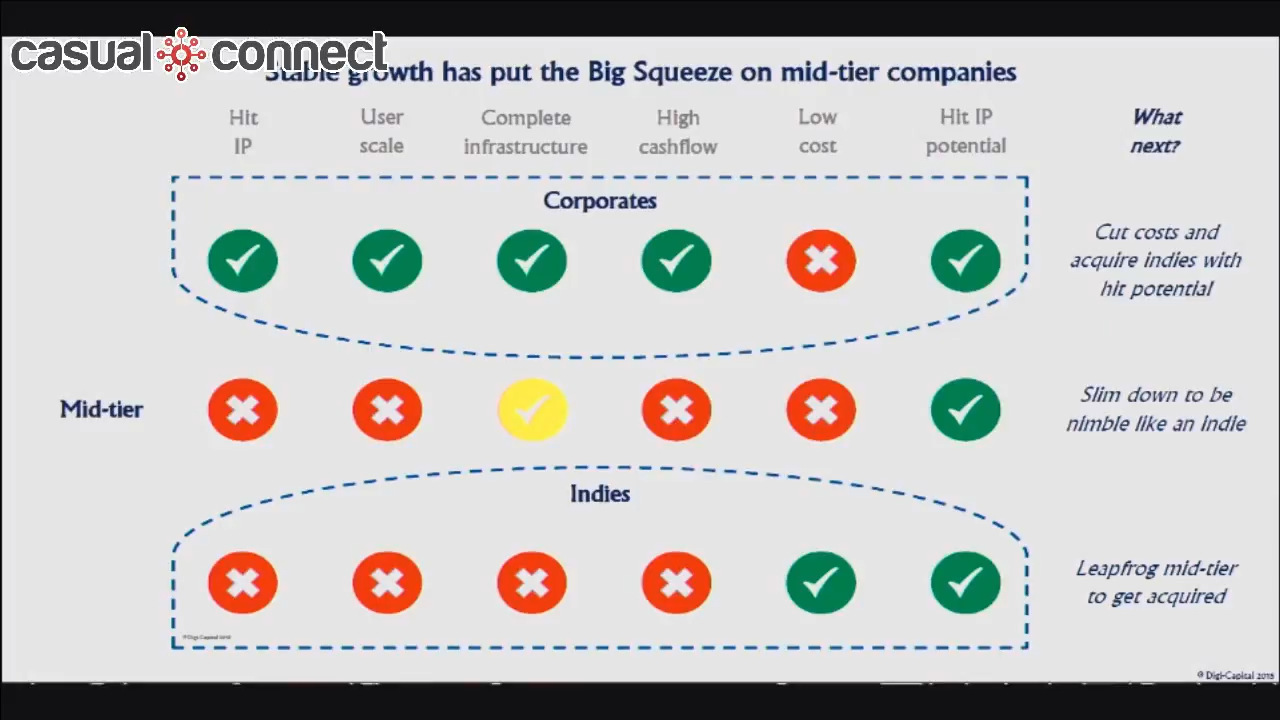 casual connect
Stable growth has put the Big Squeeze on mid-tier companies
Hit IP
User scale
Complete infrastructure
High cashflow
Low cost
Hit IP potential
What next?
Corporates
Cut costs and
acquire indies with
hit potential
Mid-tier
Slim down to be
nimble like an indie
Indies
Leapfrog mid-tier
to get acquired
© Digi-Capital 2015